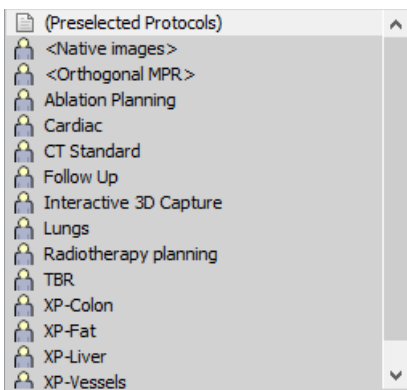 (Preselected Protocols)
<Native images>
<Orthogonal MPR>
Ablation Planning
Cardiac
CT Standard
Follow Up
Interactive 3D Capture
Lungs
Radiotherapy planning
TBR
XP-Colon
XP-Fat
XP-Liver
XP-Vessels